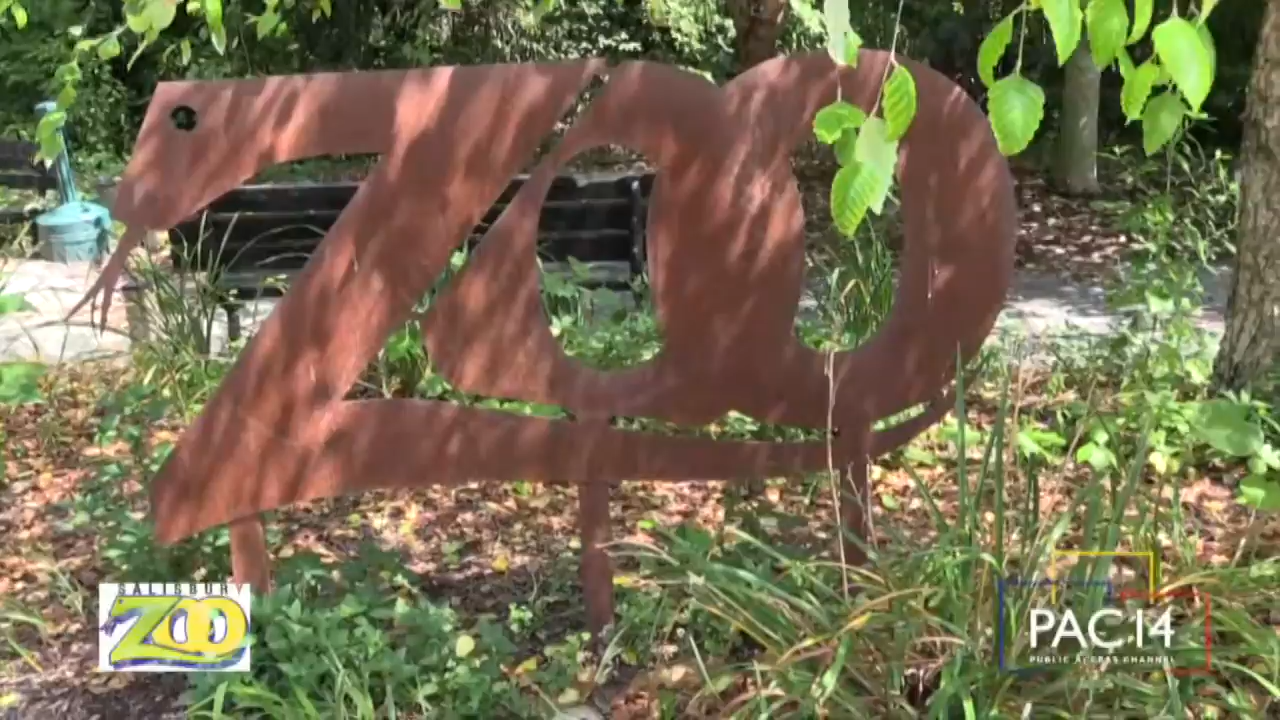 ZOO
SALISBURY
ZOO
PAC 14
PUBLIC ACCESS CHANNEL